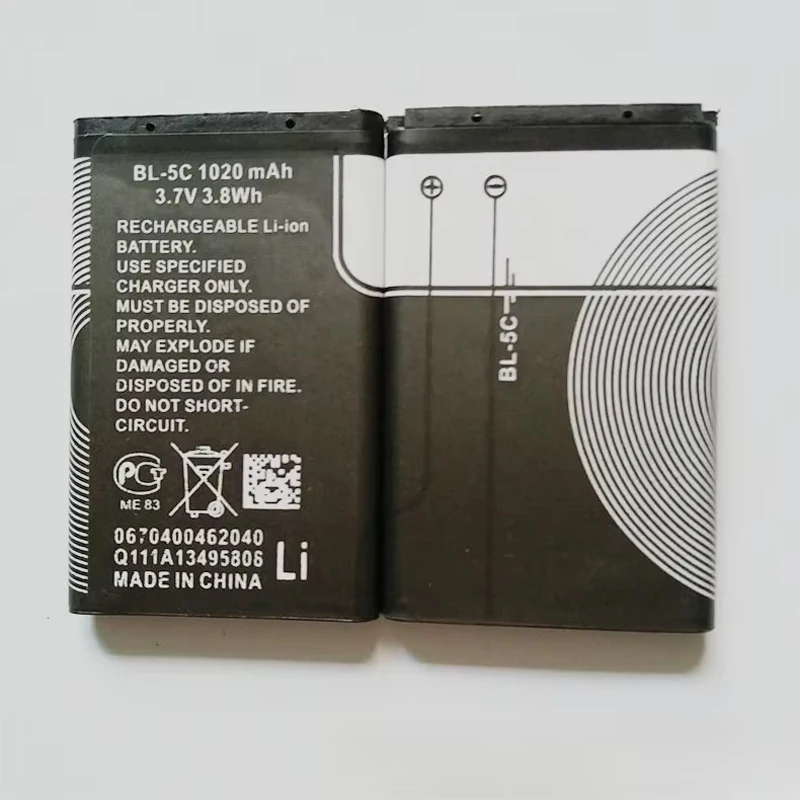 BL-5C 1020 mAh
3.7V 3.8Wh
RECHARGEABLE Li-ion
BATTERY.
USE SPECIFIED
CHARGER ONLY.
MUST BE DISPOSED OF
PROPERLY.
MAY EXPLODE IF
DAMAGED OR
DISPOSED OF IN FIRE.
DO NOT SHORT-
CIRCUIT.
РСТ
ME 83
0670400462040
Q111A13495806
MADE IN CHINA
Li
+ −
BL-5C